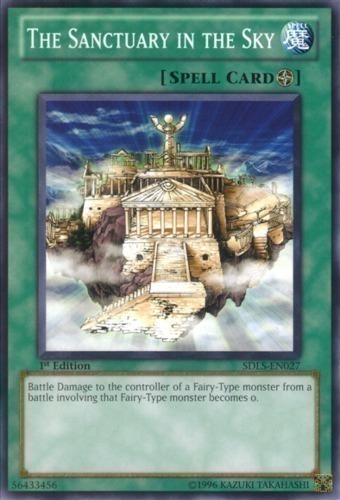 THE SANCTUARY IN THE SKY
SPELL
魔
[SPELL CARD]
1st Edition
SDLS-EN027
Battle Damage to the controller of a Fairy-Type monster from a
battle involving that Fairy-Type monster becomes 0.
56433456
©1996 KAZUKI TAKAHASHI